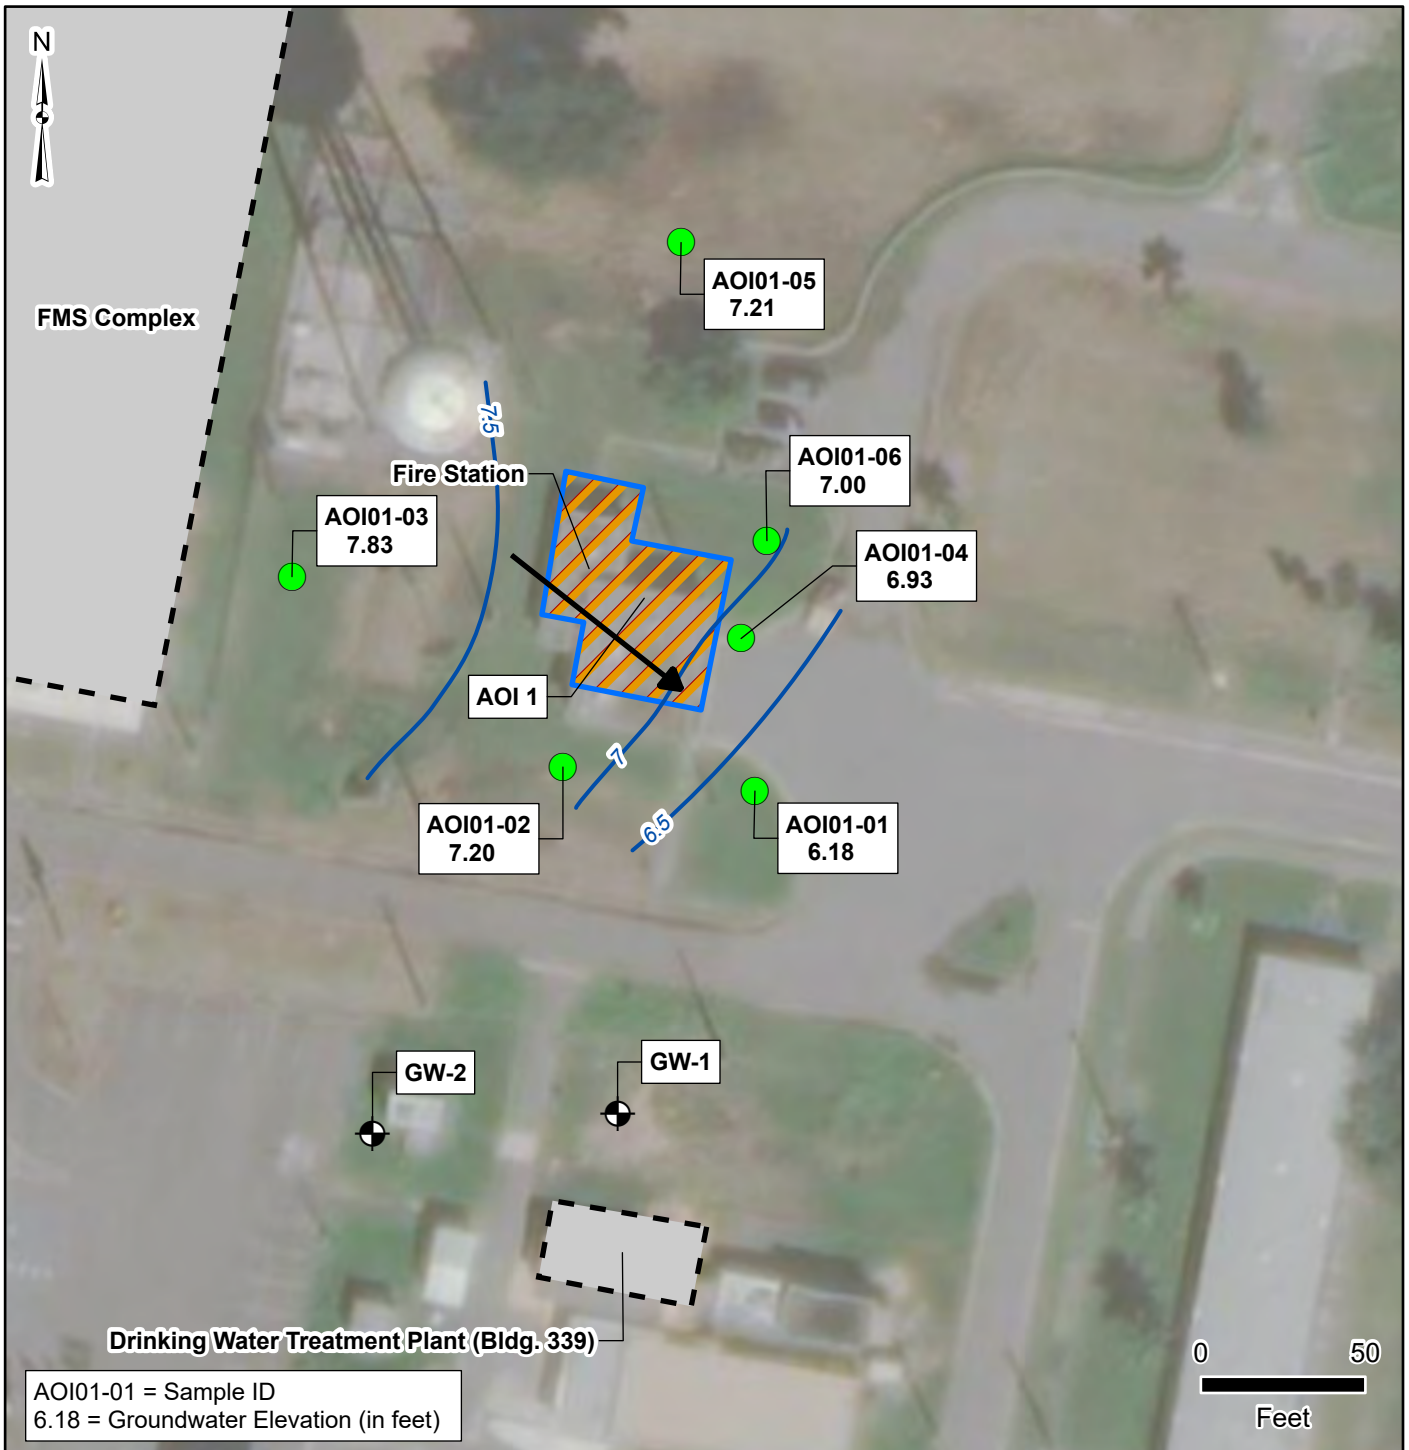 N
FMS Complex
AOI01-05
7.21
7.5
Fire Station
AOI01-06
7.00
AOI01-03
7.83
AOI01-04
6.93
AOI 1
7
AOI01-02
7.20
6.5
AOI01-01
6.18
GW-2
GW-1
Drinking Water Treatment Plant (Bldg. 339)
AOI01-01 = Sample ID
6.18 = Groundwater Elevation (in feet)
0 50
Feet